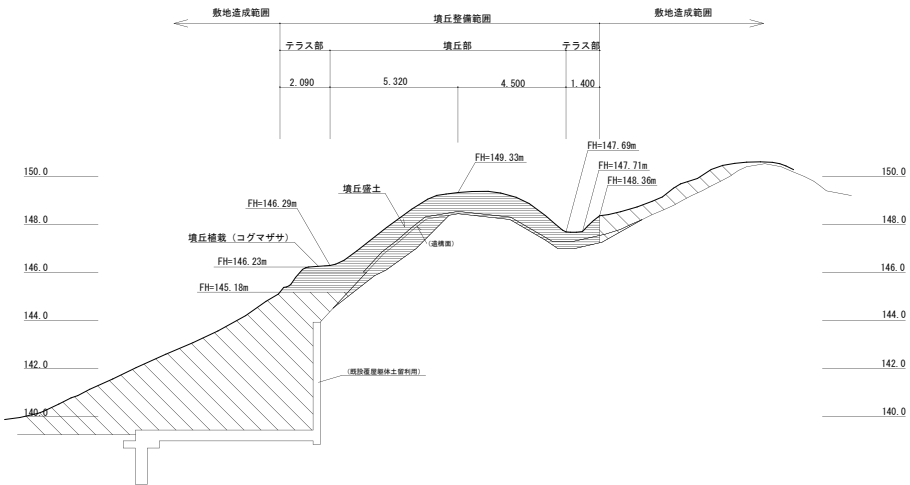 敷地造成範囲
敷地造成範囲
墳丘整備範囲
テラス部
墳丘部
テラス部
2.090
5.320
4.500
1.400
FH=147.69m
FH=149.33m
FH=147.71m
150.0
150.0
FH=148.36m
墳丘盛土
FH=146.29m
148.0
148.0
墳丘植栽（コグマザサ）
（遺構面）
FH=146.23m
146.0
146.0
FH=145.18m
144.0
144.0
142.0
142.0
（既設覆屋躯体土留利用）
140.0
140.0